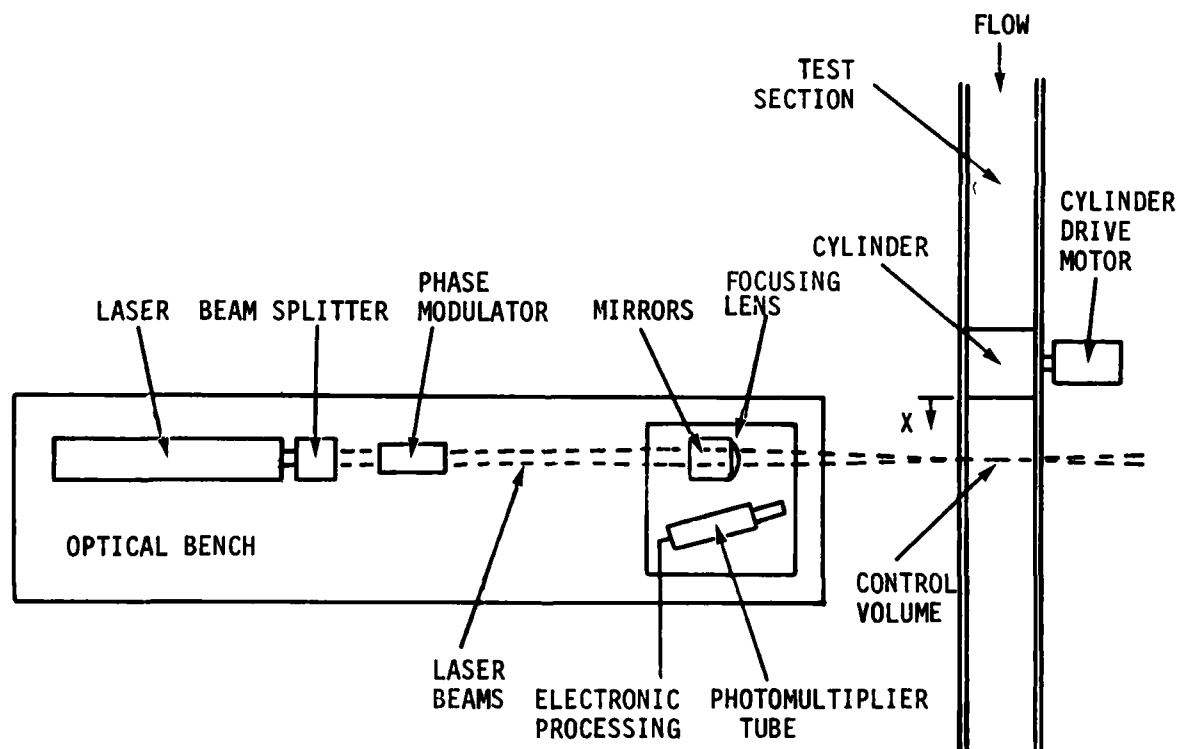 FLOW
TEST
SECTION
CYLINDER
DRIVE
MOTOR
CYLINDER
FOCUSING
LENS
PHASE
MODULATOR
LASER
BEAM SPLITTER
MIRRORS
X
OPTICAL BENCH
CONTROL
VOLUME
LASER
BEAMS
ELECTRONIC
PROCESSING
PHOTOMULTIPLIER
TUBE